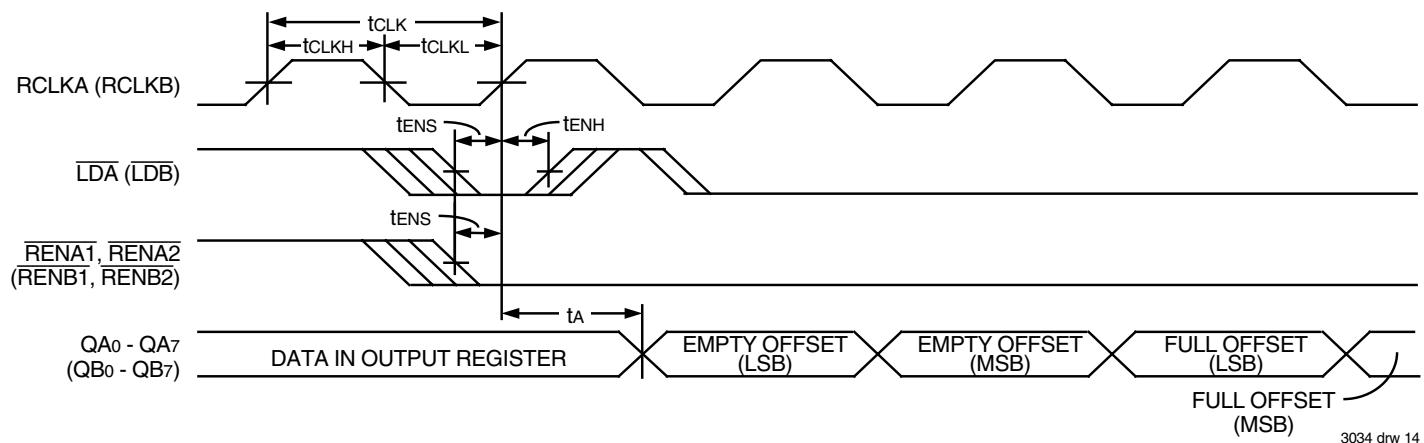 tCLK
tCLKH
tCLKL
RCLKA (RCLKB)
tENS
tENH
LDA (LDB)
tENS
RENA1, RENA2
(RENB1, RENB2)
tA
QA0 - QA7
(QB0 - QB7)
DATA IN OUTPUT REGISTER
EMPTY OFFSET
(LSB)
EMPTY OFFSET
(MSB)
FULL OFFSET
(LSB)
FULL OFFSET
(MSB)
3034 drw 14